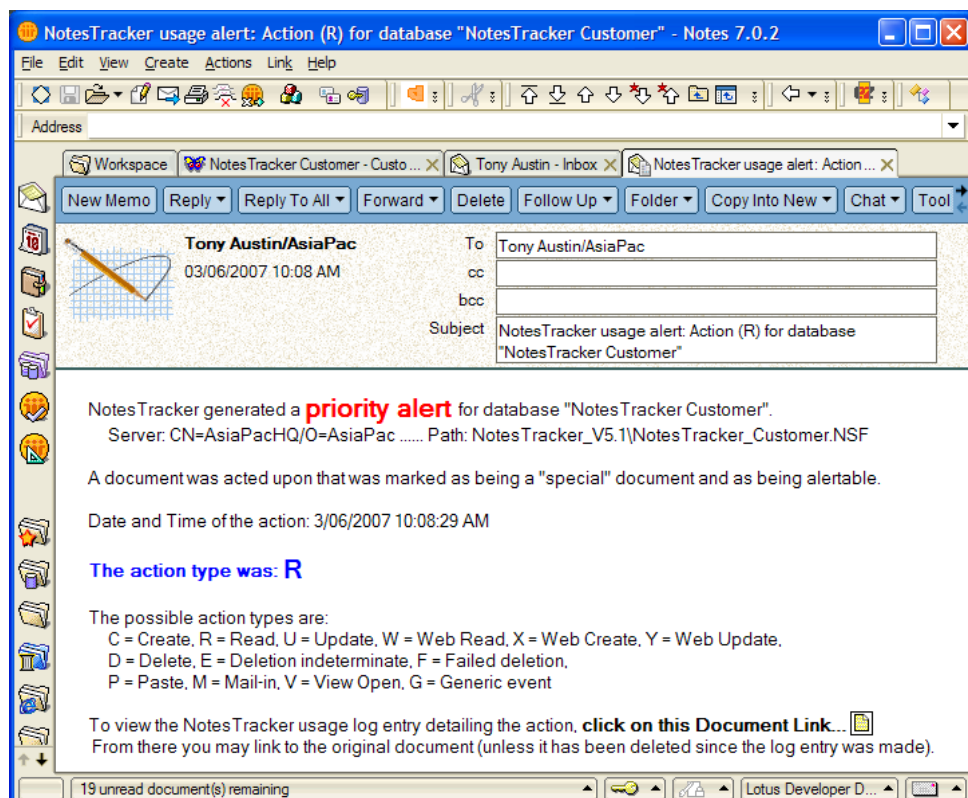 NotesTracker usage alert: Action (R) for database "NotesTracker Customer" - Notes 7.0.2
File Edit View Create Actions Link Help
Address
Workspace NotesTracker Customer - Custo ... Tony Austin - Inbox NotesTracker usage alert: Action ...
New Memo Reply Reply To All Forward Delete Follow Up Folder Copy Into New Chat Tool
Tony Austin/AsiaPac To Tony Austin/AsiaPac
03/06/2007 10:08 AM cc
bcc
Subject NotesTracker usage alert: Action (R) for database
"NotesTracker Customer"
NotesTracker generated a priority alert for database "NotesTracker Customer".
Server: CN=AsiaPacHQ/O=AsiaPac ...... Path: NotesTracker_V5.1\NotesTracker_Customer.NSF
A document was acted upon that was marked as being a "special" document and as being alertable.
Date and Time of the action: 3/06/2007 10:08:29 AM
The action type was: R
The possible action types are:
C = Create, R = Read, U = Update, W = Web Read, X = Web Create, Y = Web Update,
D = Delete, E = Deletion indeterminate, F = Failed deletion,
P = Paste, M = Mail-in, V = View Open, G = Generic event
To view the NotesTracker usage log entry detailing the action, click on this Document Link...
From there you may link to the original document (unless it has been deleted since the log entry was made).
19 unread document(s) remaining Lotus Developer D...